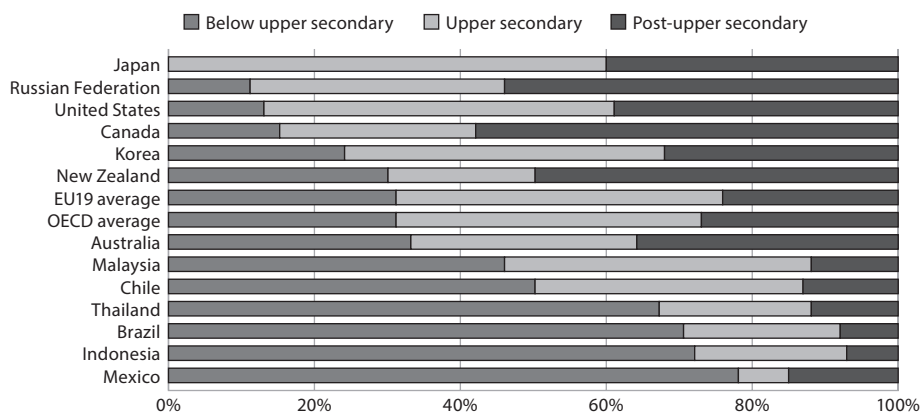 Below upper secondary Upper secondary Post-upper secondary
Japan
Russian Federation
United States
Canada
Korea
New Zealand
EU19 average
OECD average
Australia
Malaysia
Chile
Thailand
Brazil
Indonesia
Mexico
0% 20% 40% 60% 80% 100%